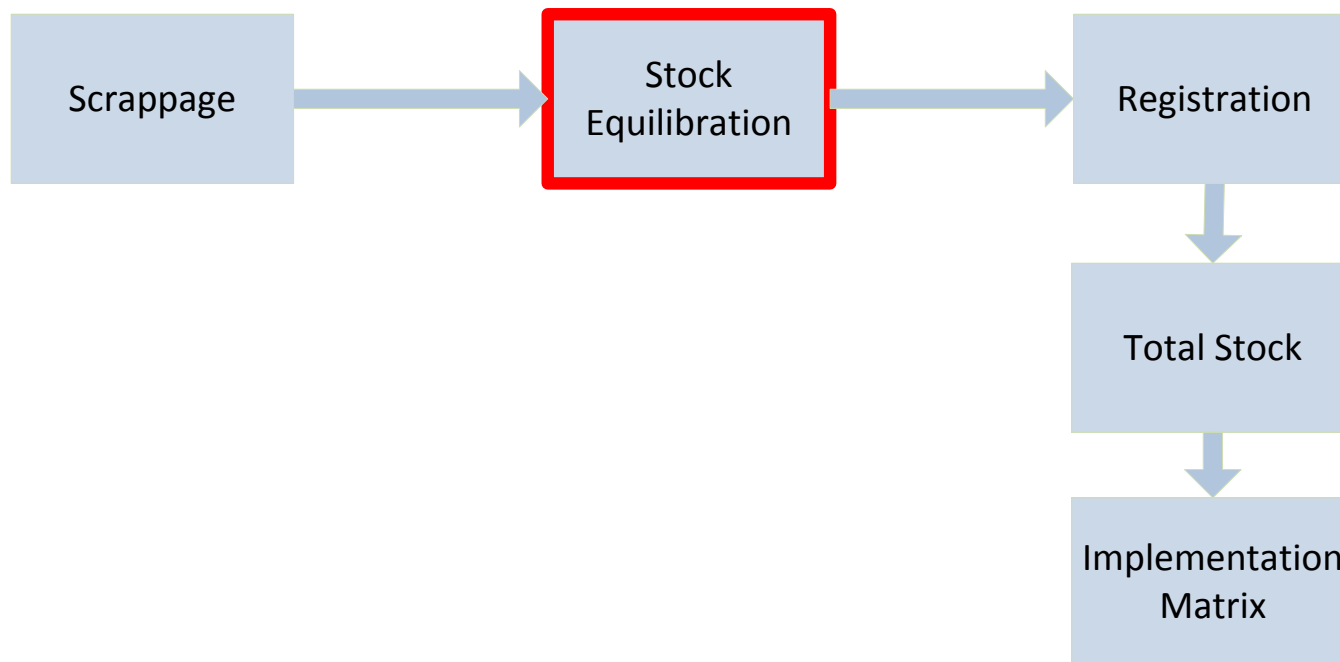 Scrappage
Stock
Equilibration
Registration
Total Stock
Implementation
Matrix